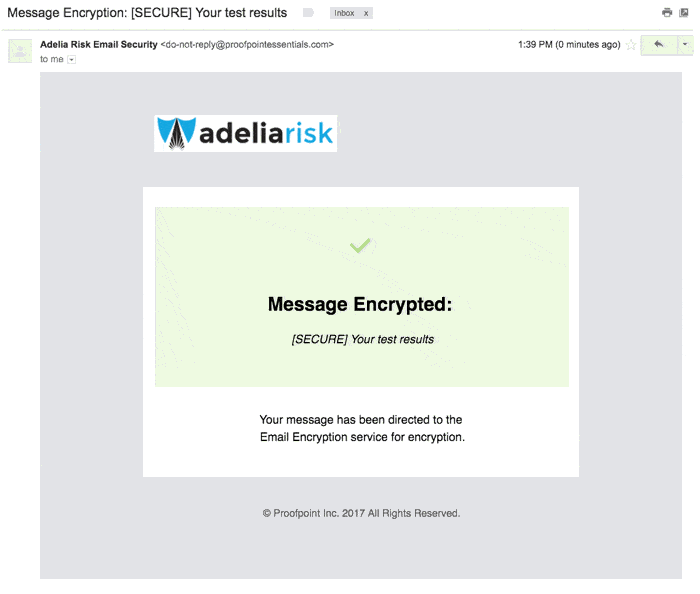 Message Encryption: [SECURE] Your test results
Inbox x
Adelia Risk Email Security <do-not-reply@proofpointessentials.com>
1:39 PM (0 minutes ago)
to me
adeliarisk
Message Encrypted:
[SECURE] Your test results
Your message has been directed to the
Email Encryption service for encryption.
© Proofpoint Inc. 2017 All Rights Reserved.